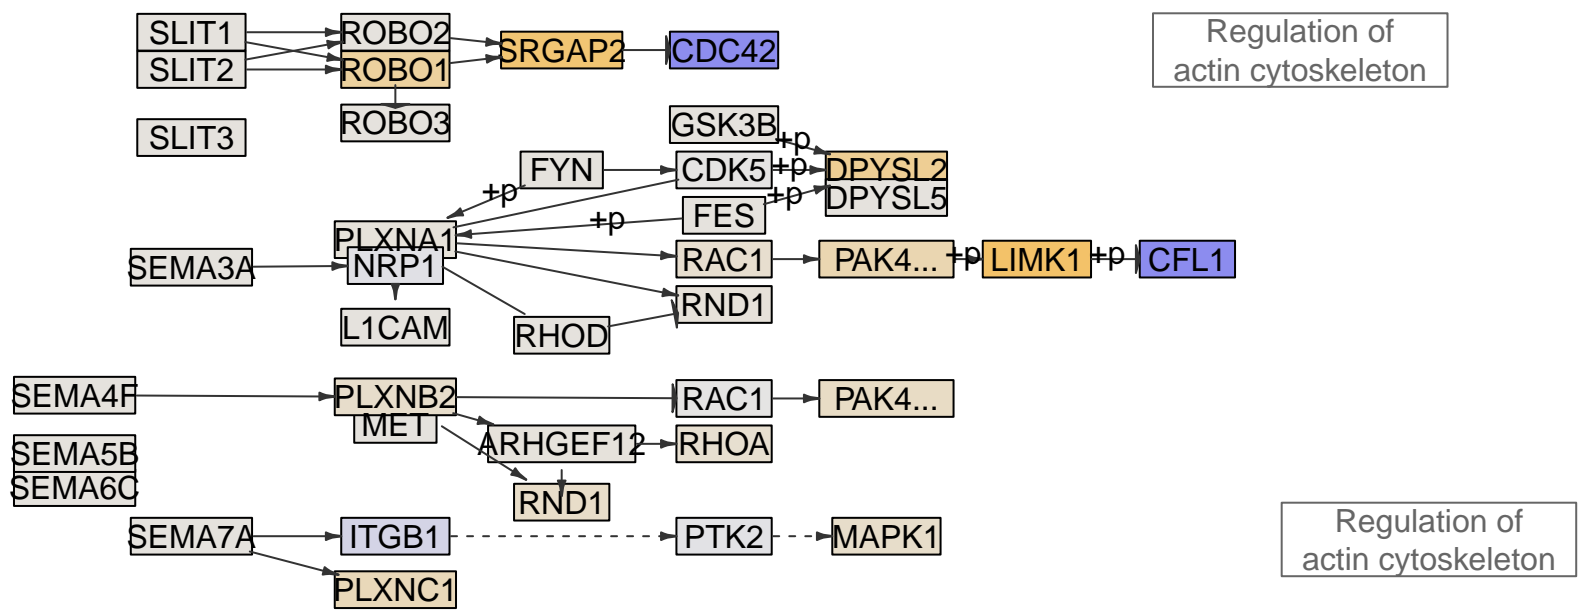 SLIT1
ROBO2
SRGAP2
CDC42
Regulation of
actin cytoskeleton
SLIT2
ROBO1
SLIT3
ROBO3
GSK3B
+p
FYN
CDK5
+p
DPYSL2
+p
+p
DPYSL5
PLXNA1
+p
FES
SEMA3A
NRP1
RAC1
PAK4...
+p
LIMK1
+p
CFL1
L1CAM
RHOD
RND1
SEMA4F
PLXNB2
RAC1
PAK4...
MET
ARHGEF12
RHOA
SEMA5B
SEMA6C
RND1
SEMA7A
ITGB1
PTK2
MAPK1
Regulation of
actin cytoskeleton
PLXNC1